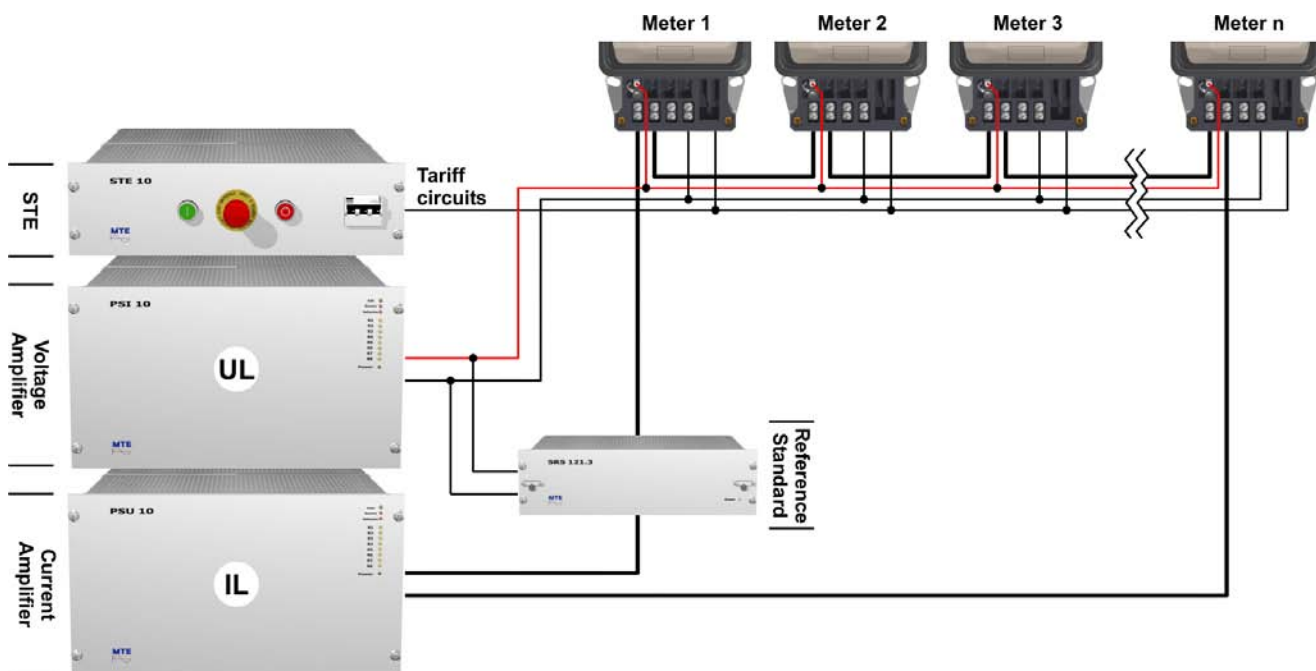 Meter 1
Meter 2
Meter 3
Meter n
STE
STE 10
MTE
Tariff
circuits
Voltage
Amplifier
PSI 10
UL
MTE
Reference
Standard
SRS 121.3
MTE
Current
Amplifier
PSU 10
IL
MTE